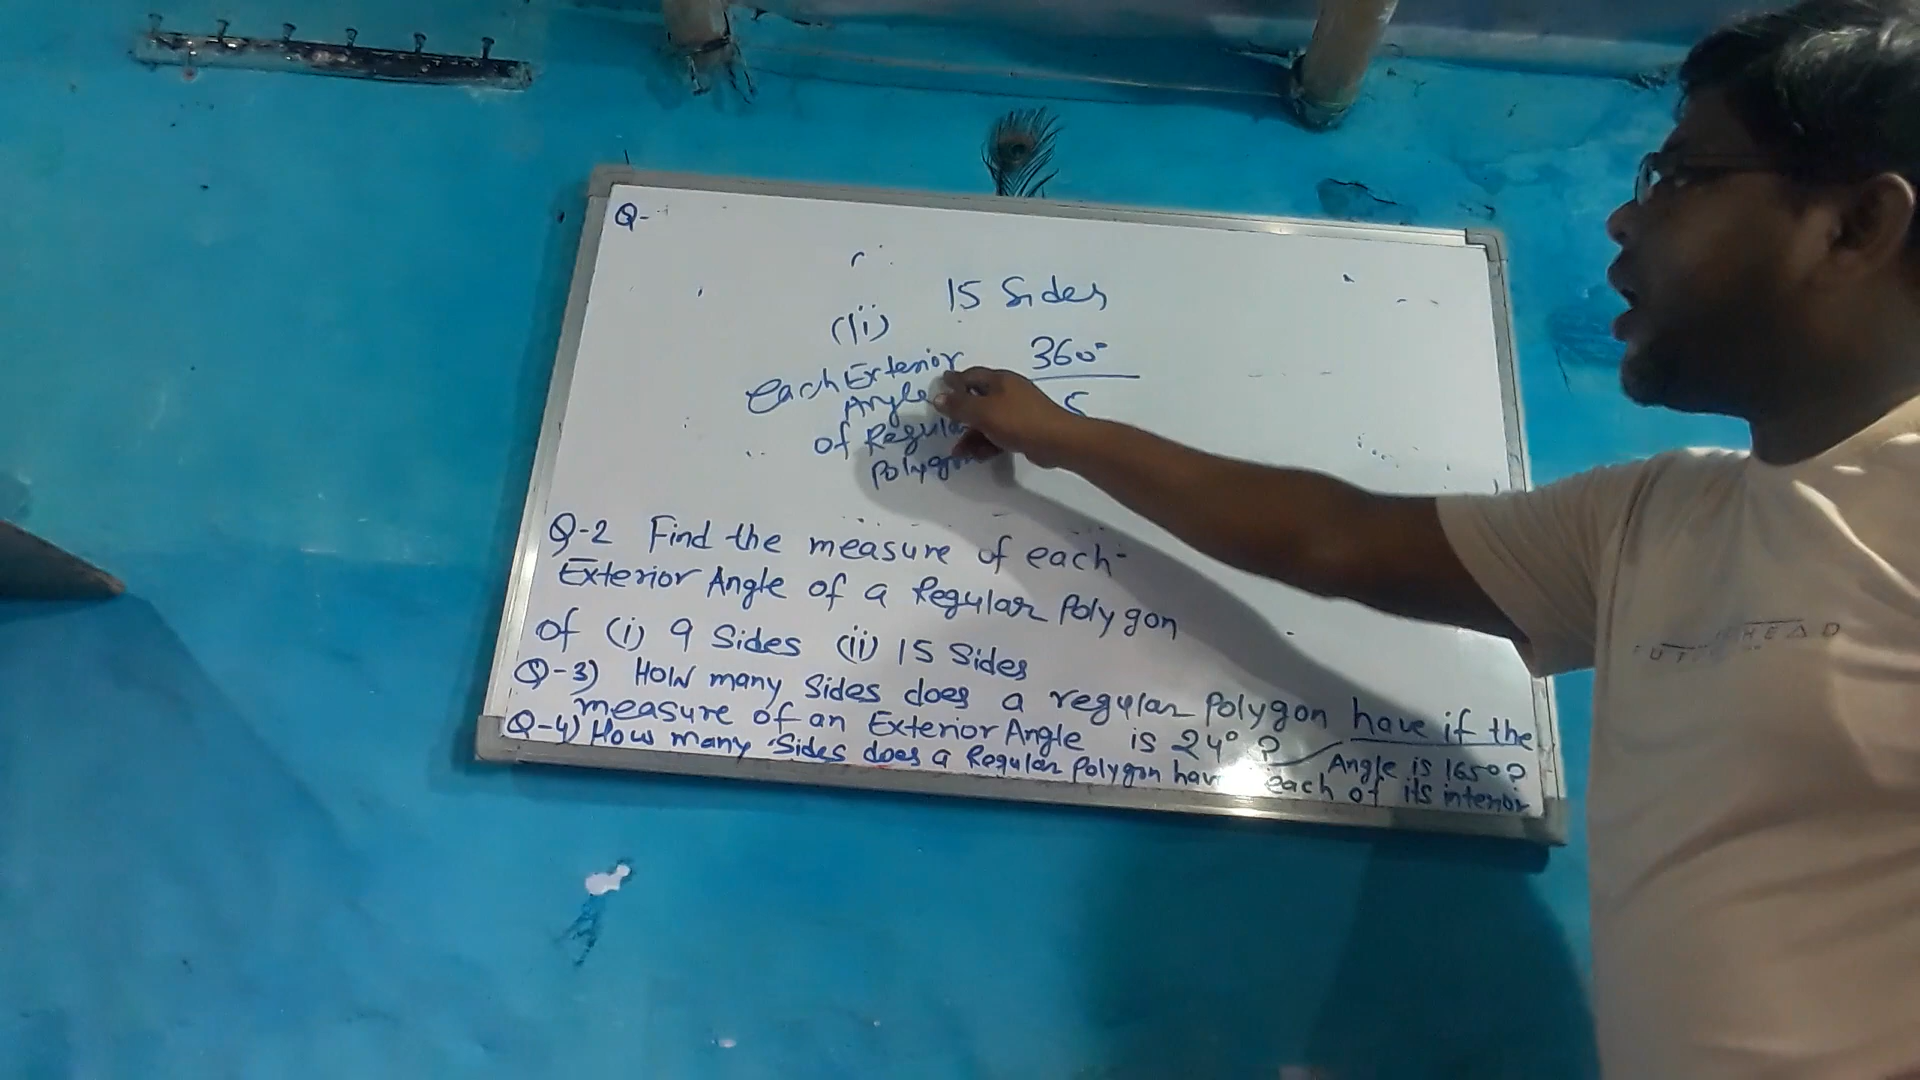 Q-
15 Sides
(ii)
each Exterior 360°
Angle
of Regular
Polygon
Q-2 Find the measure of each
Exterior Angle of a Regular Polygon
of (i) 9 Sides (ii) 15 Sides
Q-3) How many Sides does a regular Polygon have if the
measure of an Exterior Angle is 24° ?
Q-4) How many Sides does a Regular Polygon have each of its interior
Angle is 165° ?